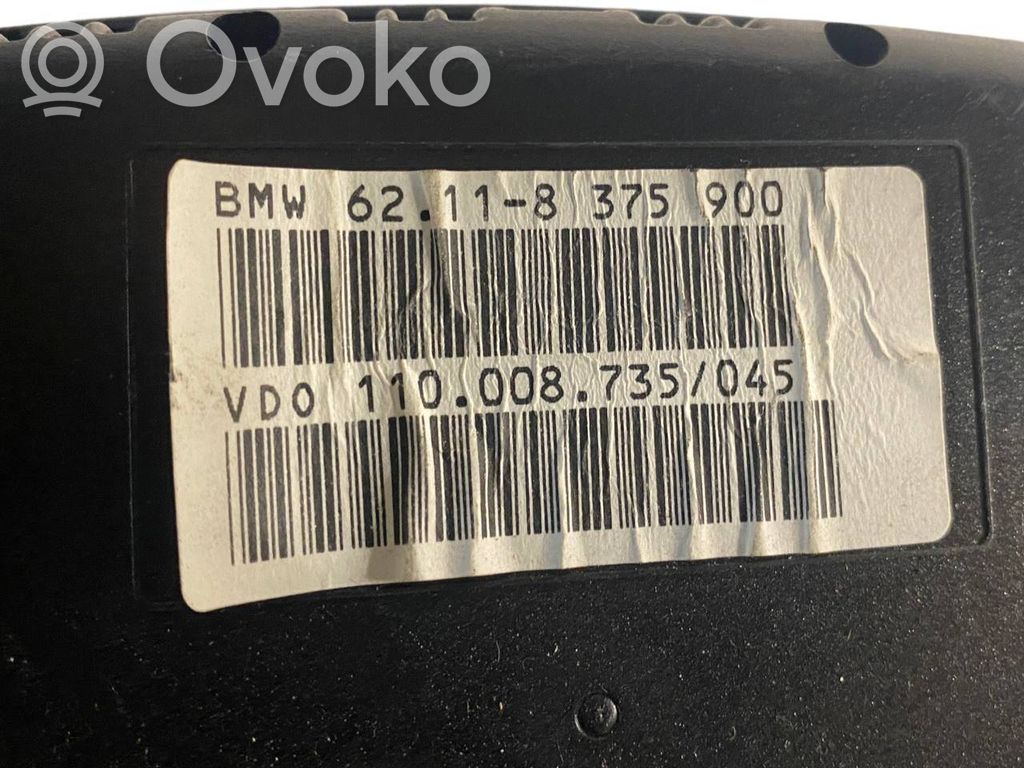 R Ovoko
BMW 62.11-8 375 900
VDO 110.008.735/045